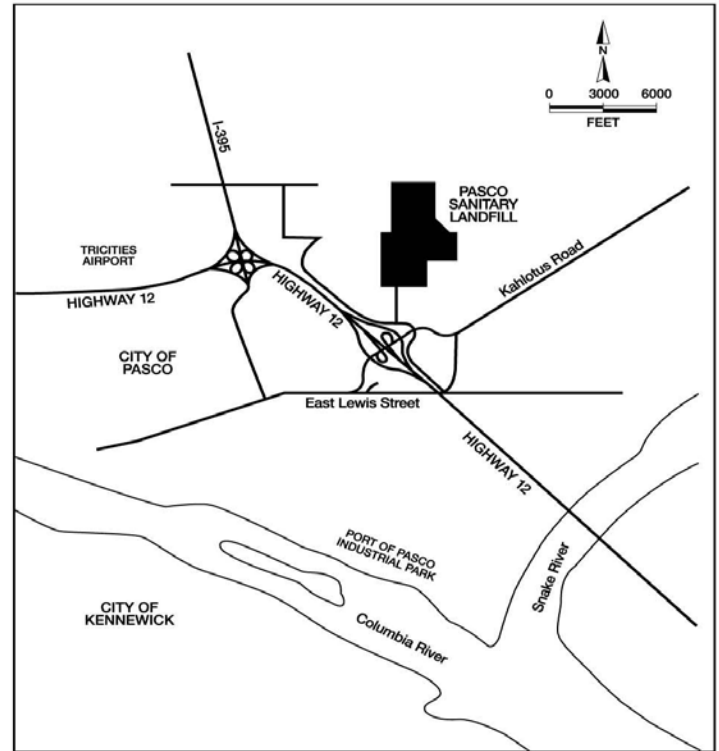 N
0 3000 6000
FEET
I-395
PASCO
SANITARY
LANDFILL
TRICITIES
AIRPORT
Kahlotus Road
HIGHWAY 12
HIGHWAY 12
CITY OF
PASCO
East Lewis Street
HIGHWAY 12
PORT OF PASCO
INDUSTRIAL PARK
Snake River
CITY OF
KENNEWICK
Columbia River